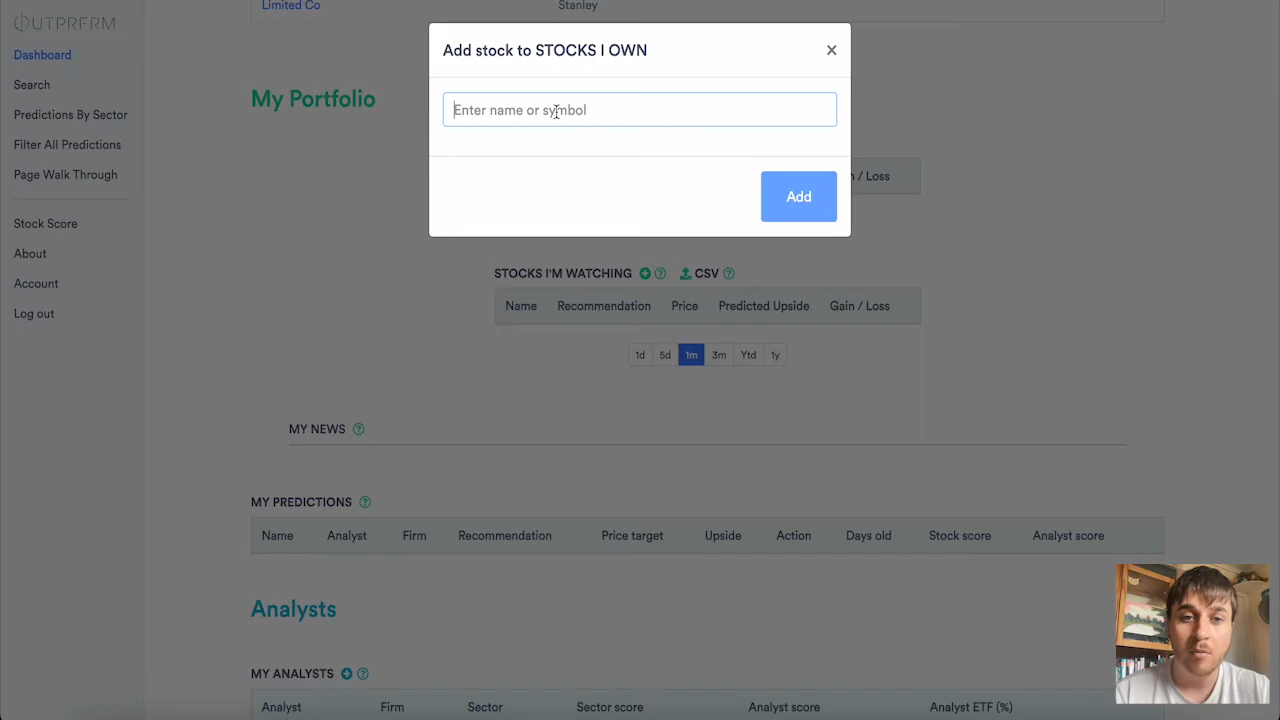 OUTPRFRM
Dashboard
Search
Predictions By Sector
Filter All Predictions
Page Walk Through
Stock Score
About
Account
Log out
Limited Co
Stanley
Add stock to STOCKS I OWN
×
Enter name or symbol
Add
My Portfolio
/ Loss
STOCKS I'M WATCHING CSV
Name Recommendation Price Predicted Upside Gain / Loss
1d 5d 1m 3m Ytd 1y
MY NEWS
MY PREDICTIONS
Name Analyst Firm Recommendation Price target Upside Action Days old Stock score Analyst score
Analysts
MY ANALYSTS
Analyst Firm Sector Sector score Analyst score Analyst ETF (%)